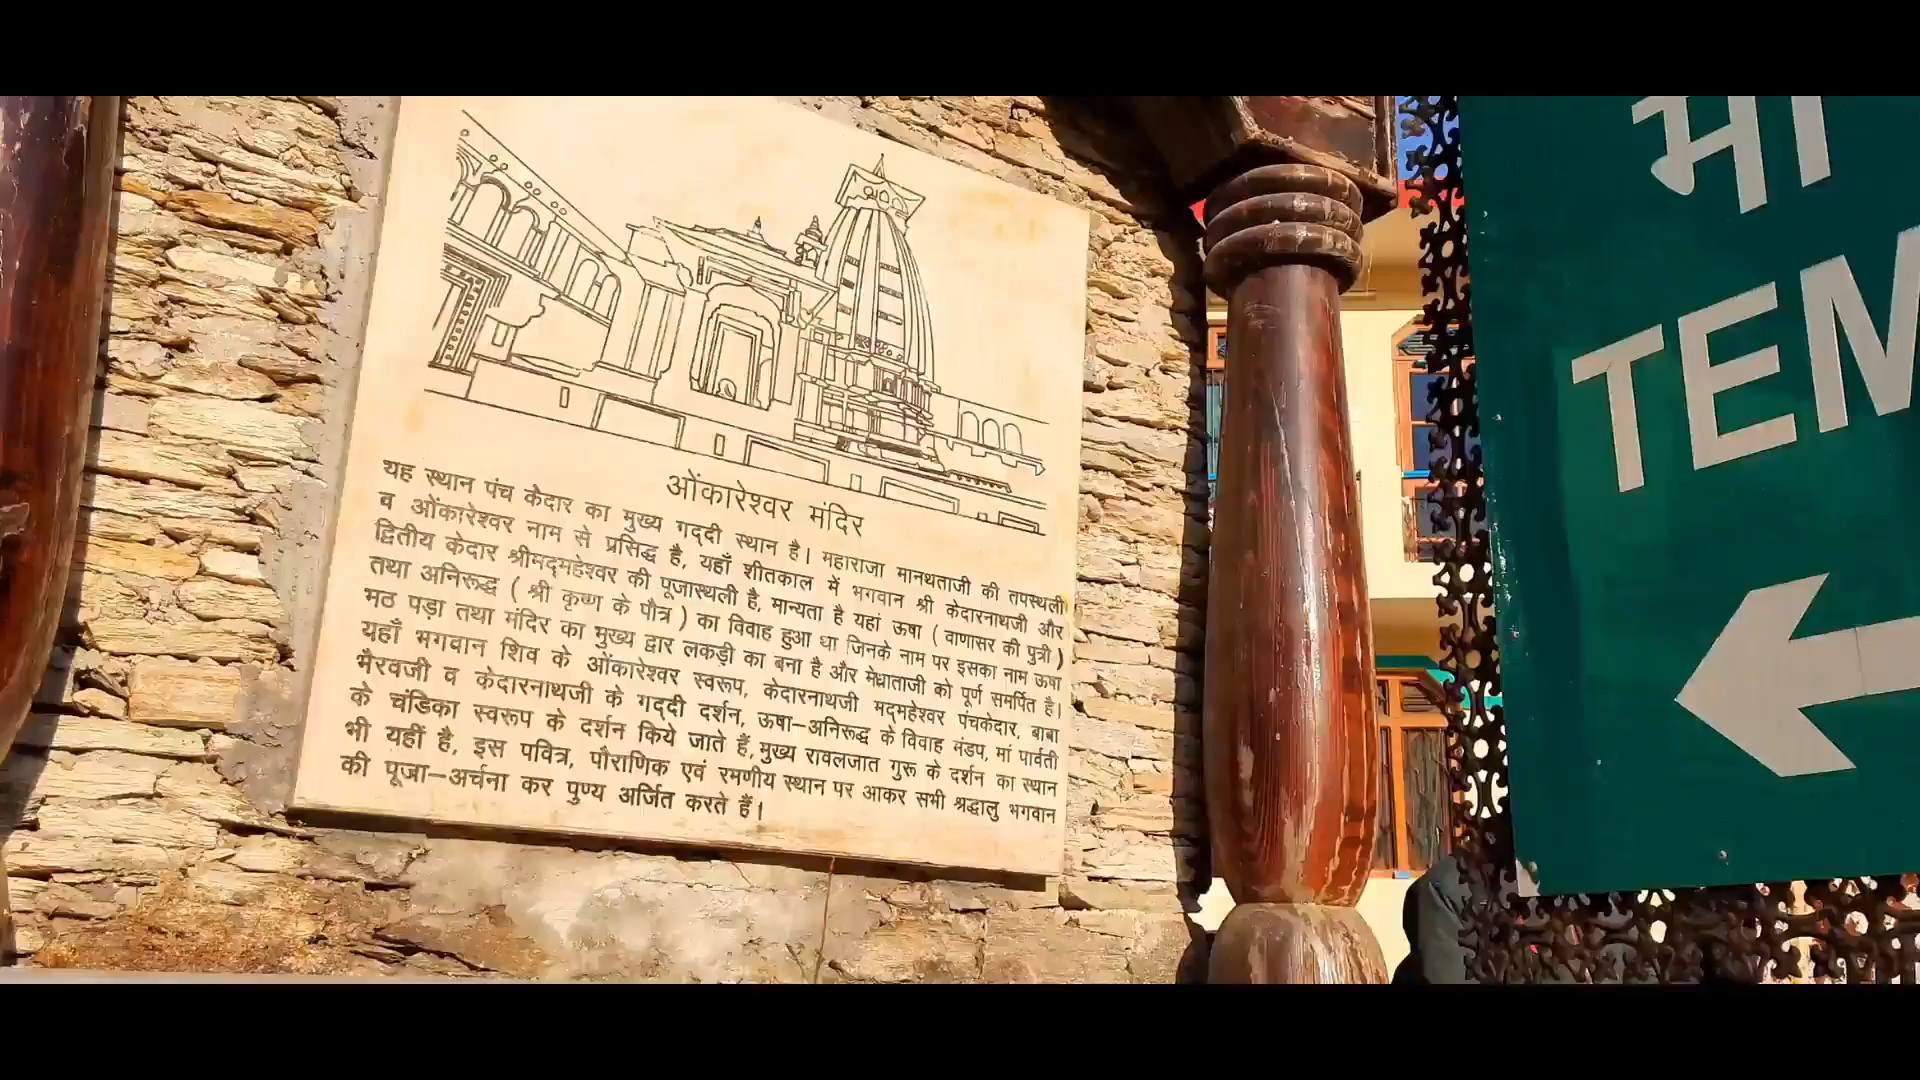 ओंकारेश्वर मंदिर
यह स्थान पंच केदार का मुख्य गद्दी स्थान है। महाराजा मानधताजी की तपस्थली
व ओंकारेश्वर नाम से प्रसिद्ध है, यहाँ शीतकाल में भगवान श्री केदारनाथजी और
द्वितीय केदार श्रीमद्महेश्वर की पूजास्थली है, मान्यता है यहां ऊषा ( वाणासर की पुत्री )
तथा अनिरूद्ध ( श्री कृष्ण के पौत्र ) का विवाह हुआ था जिनके नाम पर इसका नाम ऊषा
मठ पड़ा तथा मंदिर का मुख्य द्वार लकड़ी का बना है और मेधाताजी को पूर्ण समर्पित है।
यहाँ भगवान शिव के ओंकारेश्वर स्वरूप, केदारनाथजी मद्महेश्वर पंचकेदार, बाबा
भैरवजी व केदारनाथजी के गद्दी दर्शन, ऊषा–अनिरूद्ध के विवाह मंडप, मां पार्वती
के चंडिका स्वरूप के दर्शन किये जाते हैं, मुख्य रावलजात गुरू के दर्शन का स्थान
भी यहीं है, इस पवित्र, पौराणिक एवं रमणीय स्थान पर आकर सभी श्रद्धालु भगवान
की पूजा–अर्चना कर पुण्य अर्जित करते हैं।
मा
TEM